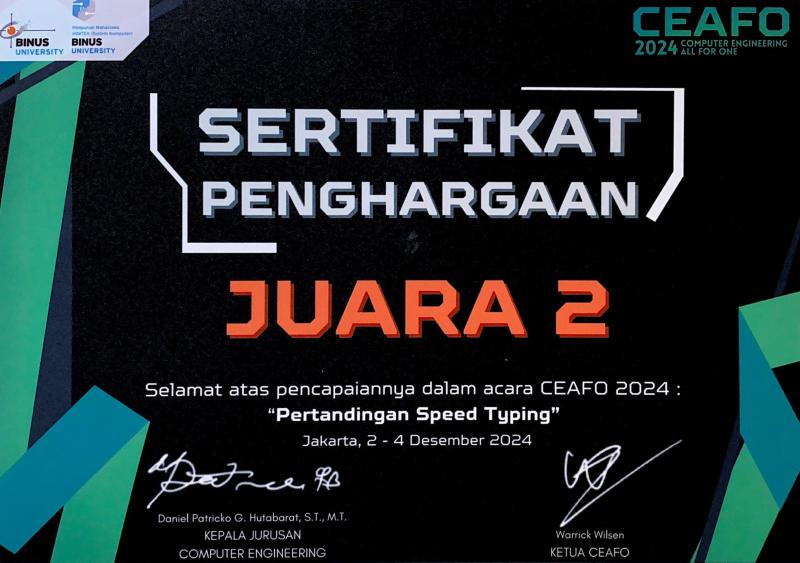 BINUS
UNIVERSITY
Himpunan Mahasiswa
BINUS
UNIVERSITY
CEAFO
2024 COMPUTER ENGINEERING
ALL FOR ONE
SERTIFIKAT
PENGHARGAAN
JUARA 2
Selamat atas pencapaiannya dalam acara CEAFO 2024 :
“Pertandingan Speed Typing”
Jakarta, 2 - 4 Desember 2024
Daniel Patricko G. Hutabarat, S.T., M.T.
KEPALA JURUSAN
COMPUTER ENGINEERING
Warrick Wilsen
KETUA CEAFO